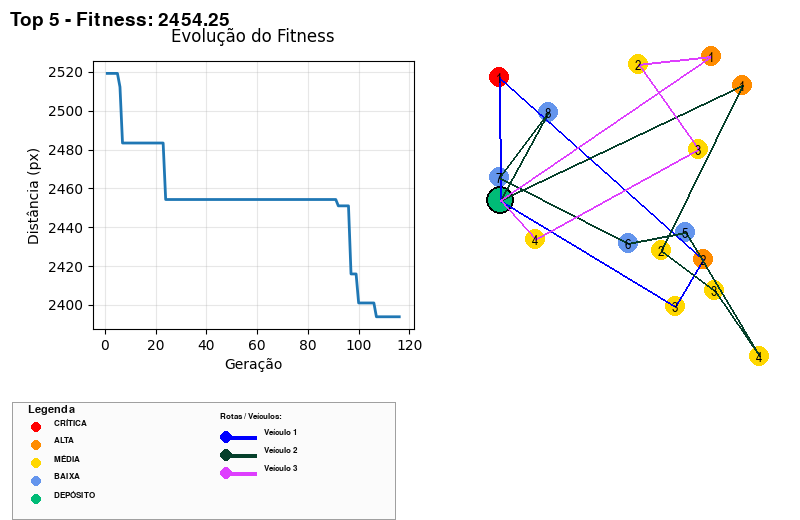 Top 5 - Fitness: 2454.25
Evolução do Fitness
Distância (px)
2520
2500
2480
2460
2440
2420
2400
0 20 40 60 80 100 120
Geração
1
2
1
1
8
3
7
4
6
5
2
2
3
3
4
Legenda
CRÍTICA
ALTA
MÉDIA
BAIXA
DEPÓSITO
Rotas / Veículos:
Veículo 1
Veículo 2
Veículo 3